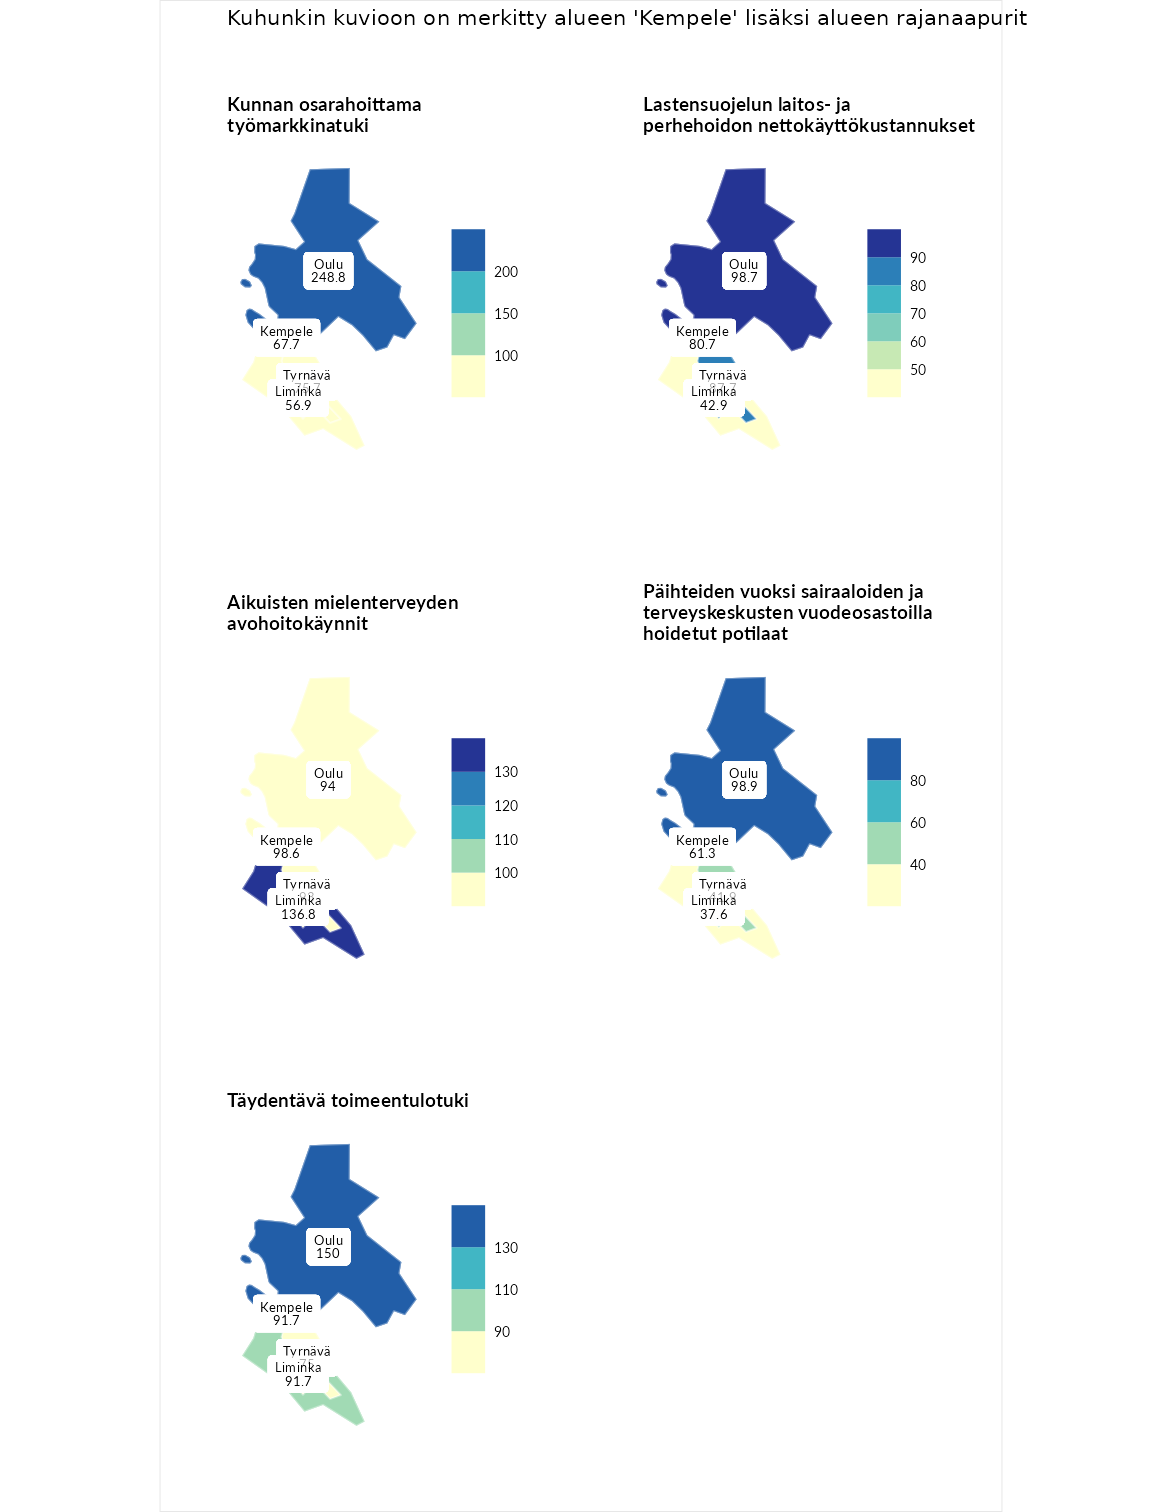 Kuhunkin kuvioon on merkitty alueen 'Kempele' lisäksi alueen rajanaapurit
Kunnan osarahoittama
työmarkkinatuki
Oulu
248.8
Kempele
67.7
Tyrnävä
Liminka
56.9
200
150
100
Lastensuojelun laitos- ja
perhehoidon nettokäyttökustannukset
Oulu
98.7
Kempele
80.7
Tyrnävä
Liminka
42.9
90
80
70
60
50
Aikuisten mielenterveyden
avohoitokäynnit
Oulu
94
Kempele
98.6
Tyrnävä
Liminka
136.8
130
120
110
100
Päihteiden vuoksi sairaaloiden ja
terveyskeskusten vuodeosastoilla
hoidetut potilaat
Oulu
98.9
Kempele
61.3
Tyrnävä
Liminka
37.6
80
60
40
Täydentävä toimeentulotuki
Oulu
150
Kempele
91.7
Tyrnävä
Liminka
91.7
130
110
90